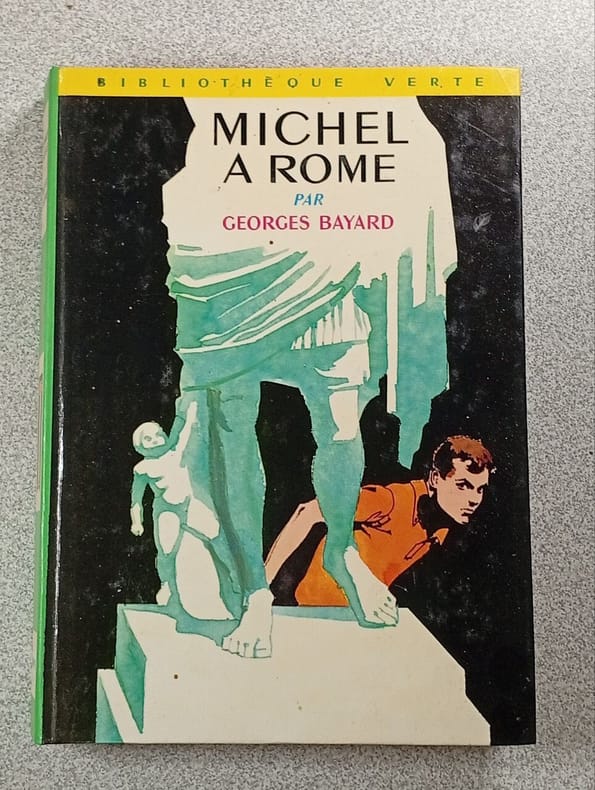 BIBLIOTHÈQUE VERTE
MICHEL
A ROME
PAR
GEORGES BAYARD